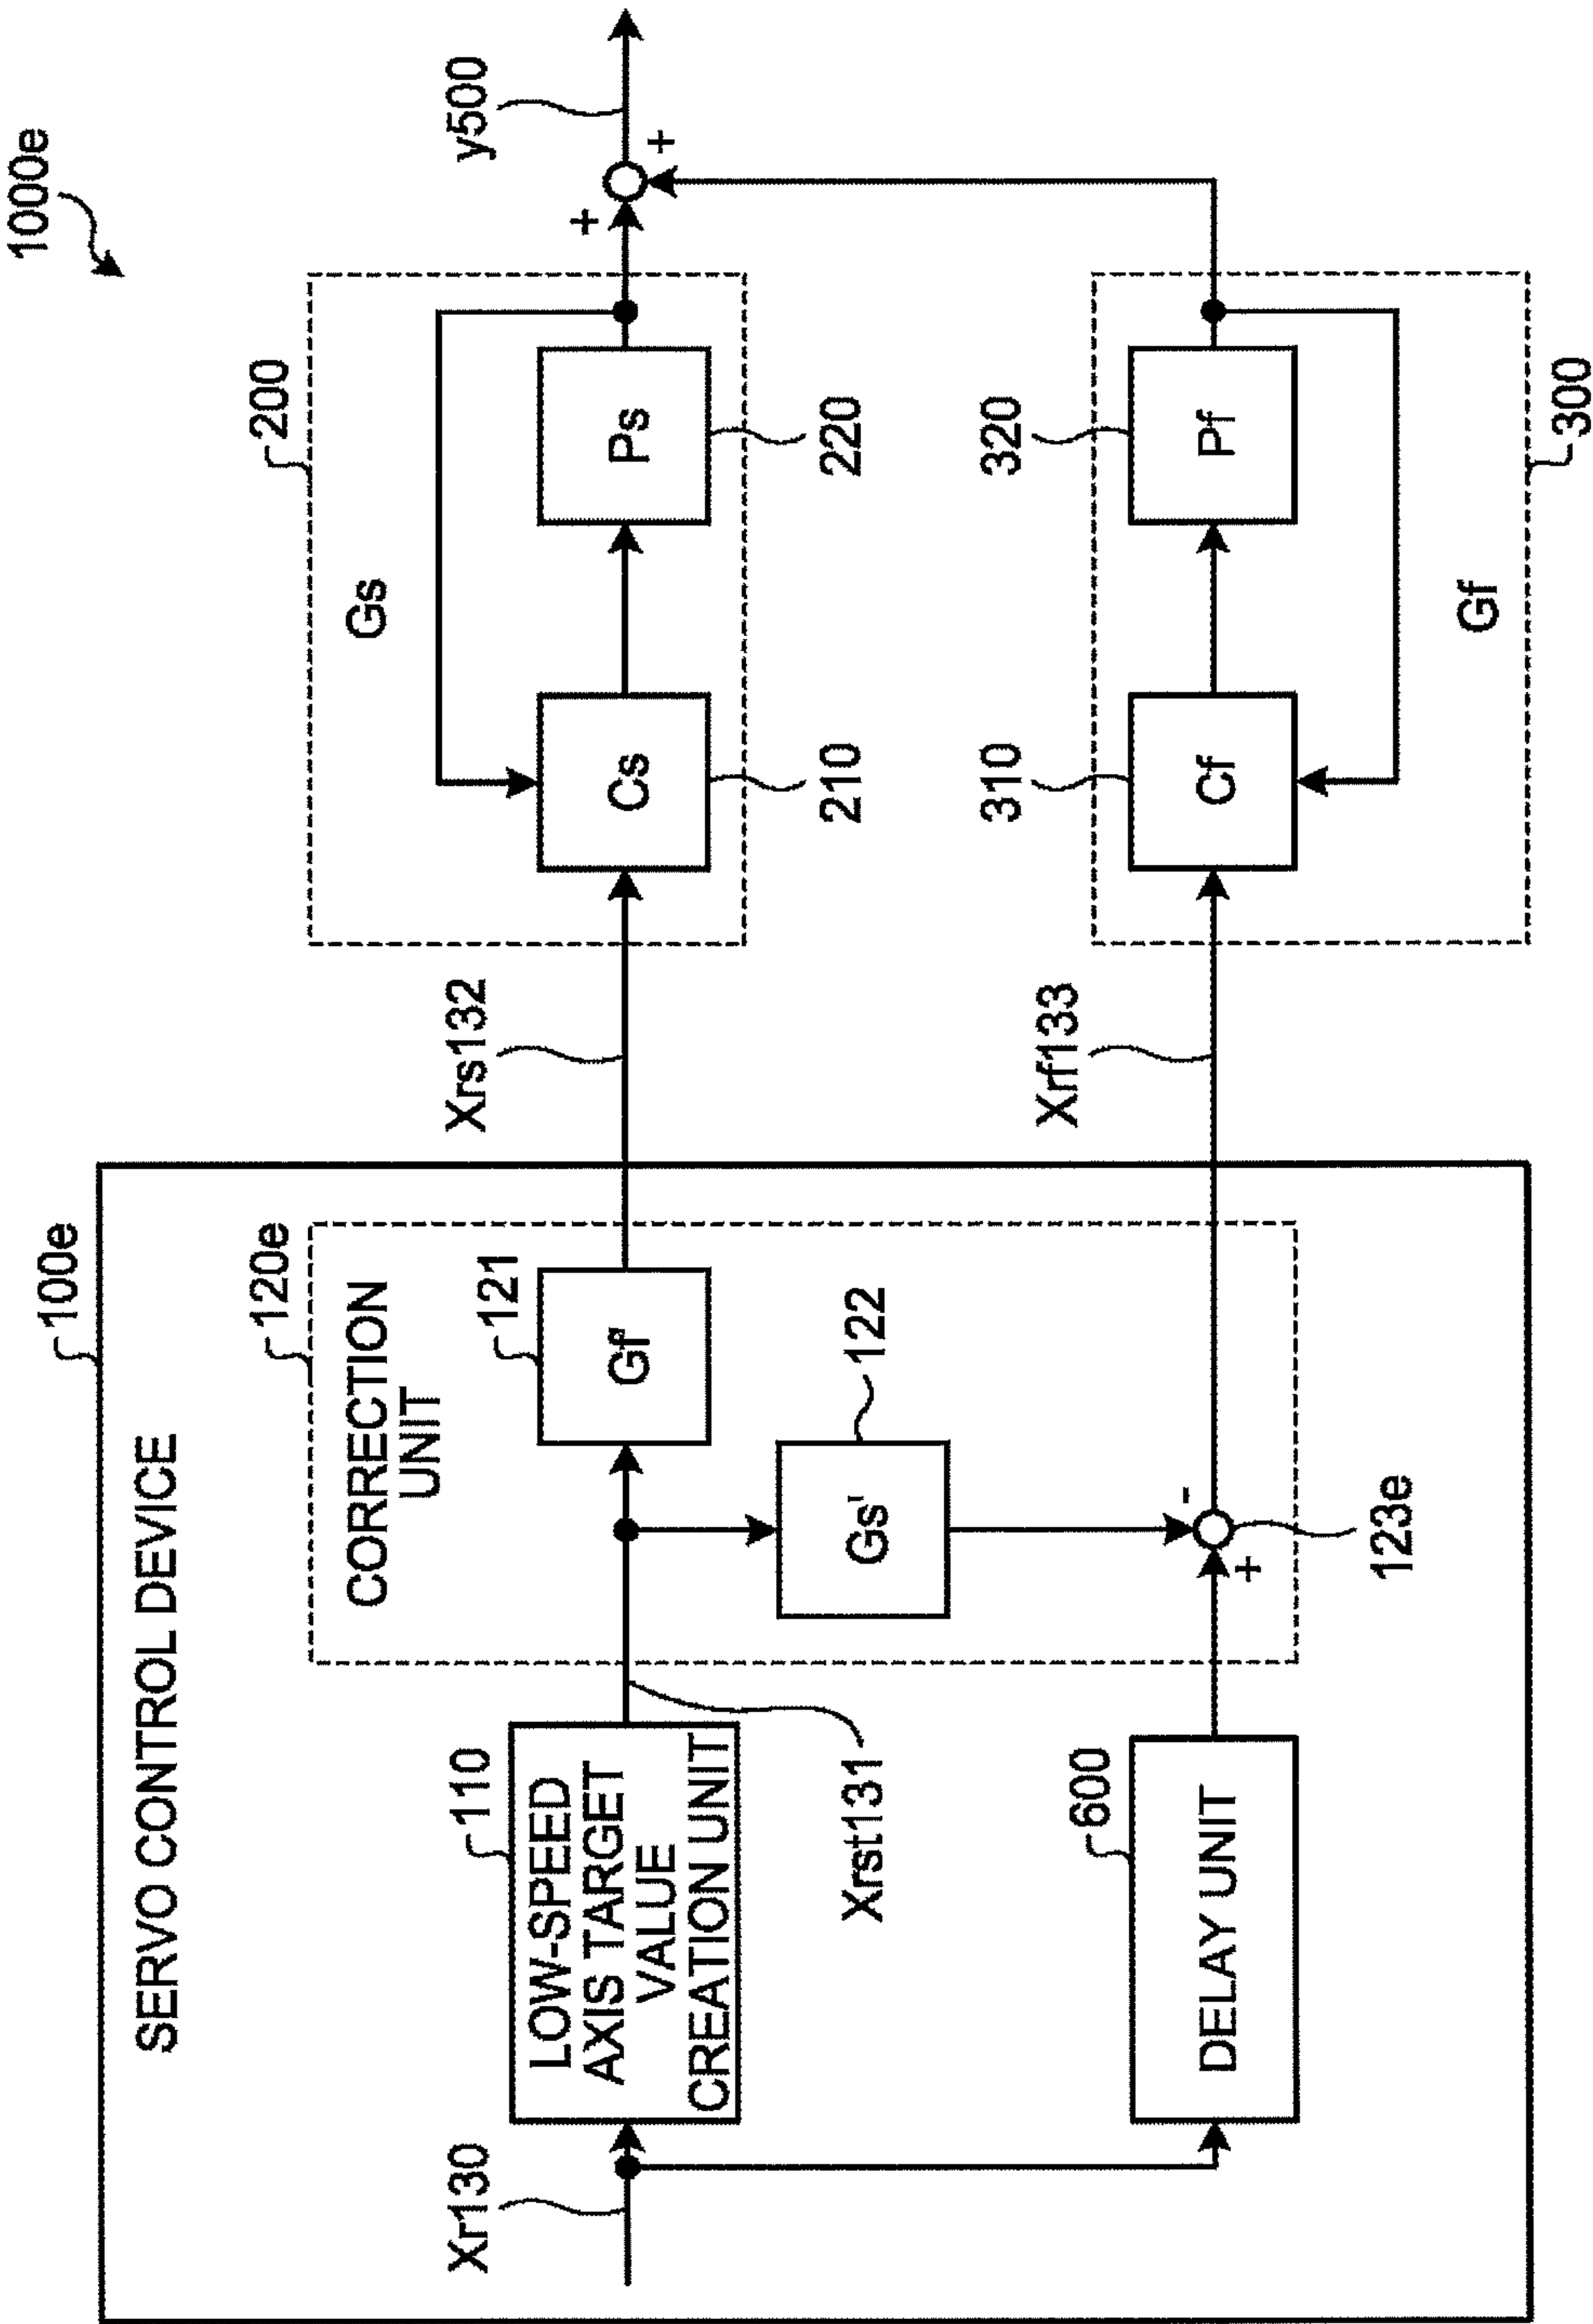 1000e
SERVO CONTROL DEVICE
100e
CORRECTION
UNIT
120e
Xr130
110
LOW-SPEED
AXIS TARGET
VALUE
CREATION UNIT
Xrst131
Gf'
121
Gs'
122
600
DELAY UNIT
+
-
123e
Xrs132
Xrf133
200
Gs
Cs
210
Ps
220
310
Cf
320
Pf
Gf
300
+
+
y500